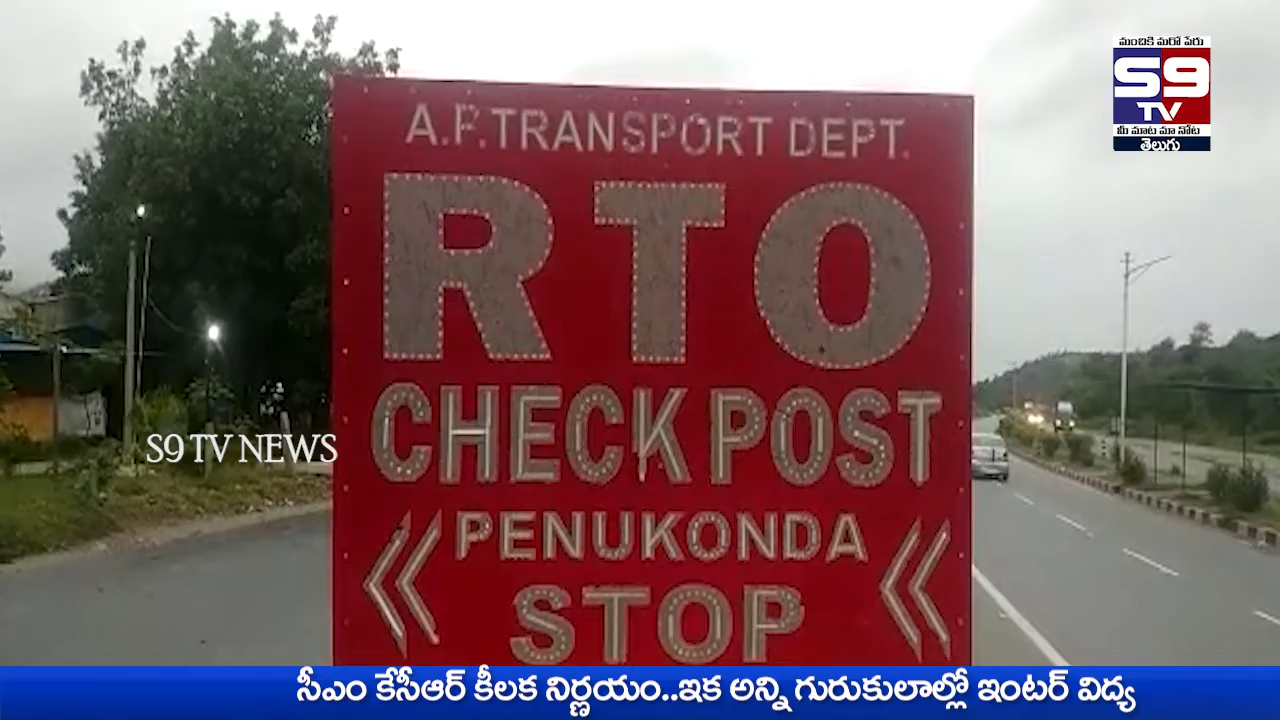 మంచికి మరో పేరు
S9
TV
మీ మాట మా నోట
తెలుగు
A.P. TRANSPORT DEPT.
RTO
CHECK POST
PENUKONDA
STOP
S9 TV NEWS
సీఎం కేసీఆర్ కీలక నిర్ణయం..ఇక అన్ని గురుకులాల్లో ఇంటర్ విద్య